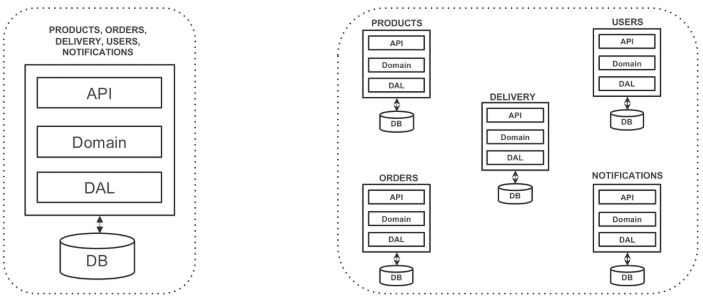 PRODUCTS, ORDERS,
DELIVERY, USERS,
NOTIFICATIONS
API
Domain
DAL
DB
PRODUCTS
API
Domain
DAL
DB
USERS
API
Domain
DAL
DB
DELIVERY
API
Domain
DAL
DB
ORDERS
API
Domain
DAL
DB
NOTIFICATIONS
API
Domain
DAL
DB